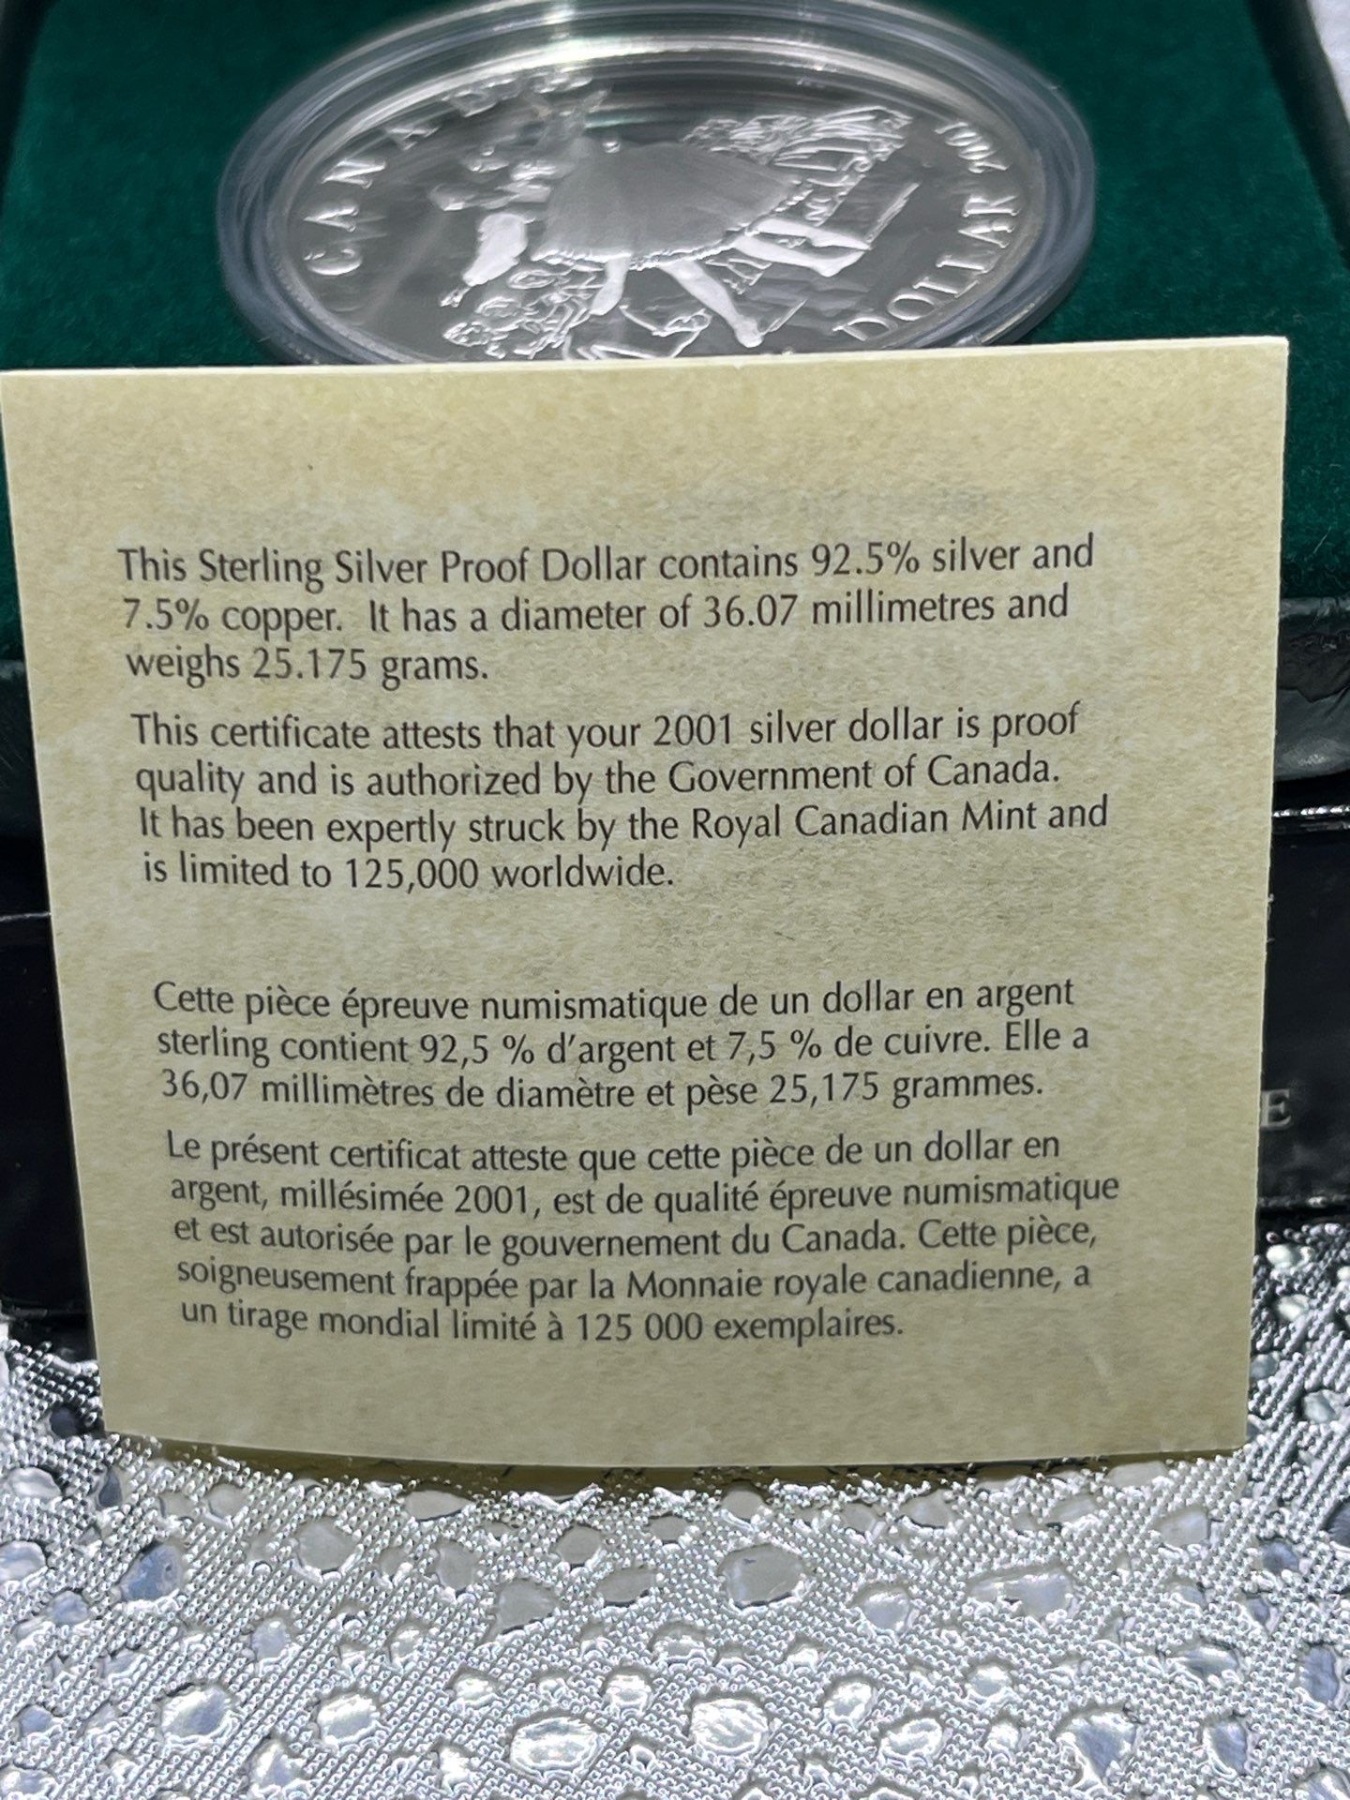 CANADA
DOLLAR
This Sterling Silver Proof Dollar contains 92.5% silver and
7.5% copper. It has a diameter of 36.07 millimetres and
weighs 25.175 grams.
This certificate attests that your 2001 silver dollar is proof
quality and is authorized by the Government of Canada.
It has been expertly struck by the Royal Canadian Mint and
is limited to 125,000 worldwide.
Cette pièce épreuve numismatique de un dollar en argent
sterling contient 92,5 % d'argent et 7,5 % de cuivre. Elle a
36,07 millimètres de diamètre et pèse 25,175 grammes.
Le présent certificat atteste que cette pièce de un dollar en
argent, millésimée 2001, est de qualité épreuve numismatique
et est autorisée par le gouvernement du Canada. Cette pièce,
soigneusement frappée par la Monnaie royale canadienne, a
un tirage mondial limité à 125 000 exemplaires.
E